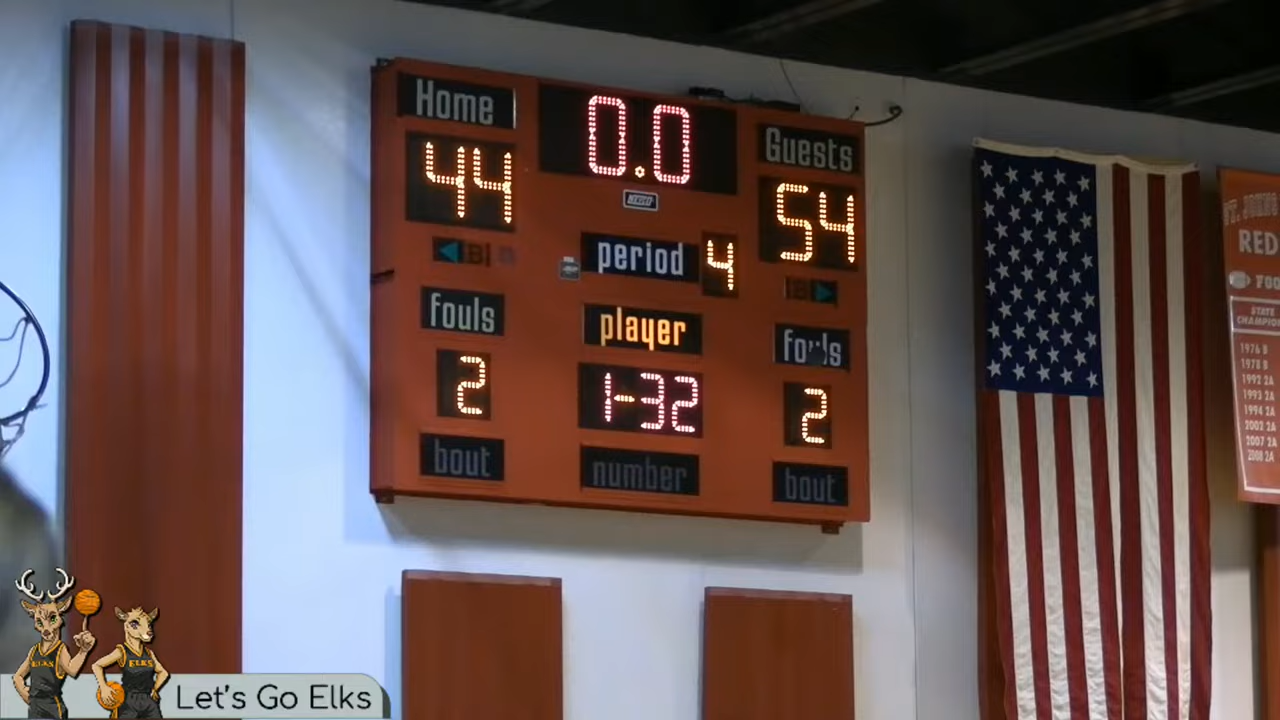 Home
0.0
Guests
44
54
period 4
fouls
player
fouls
2
1-32
2
bout
number
bout
RED
FOO
STATE
CHAMPION
1976 B
1978 B
1992 2A
1993 2A
1994 2A
2002 2A
2007 2A
2008 2A
ELKS
ELKS
Let's Go Elks